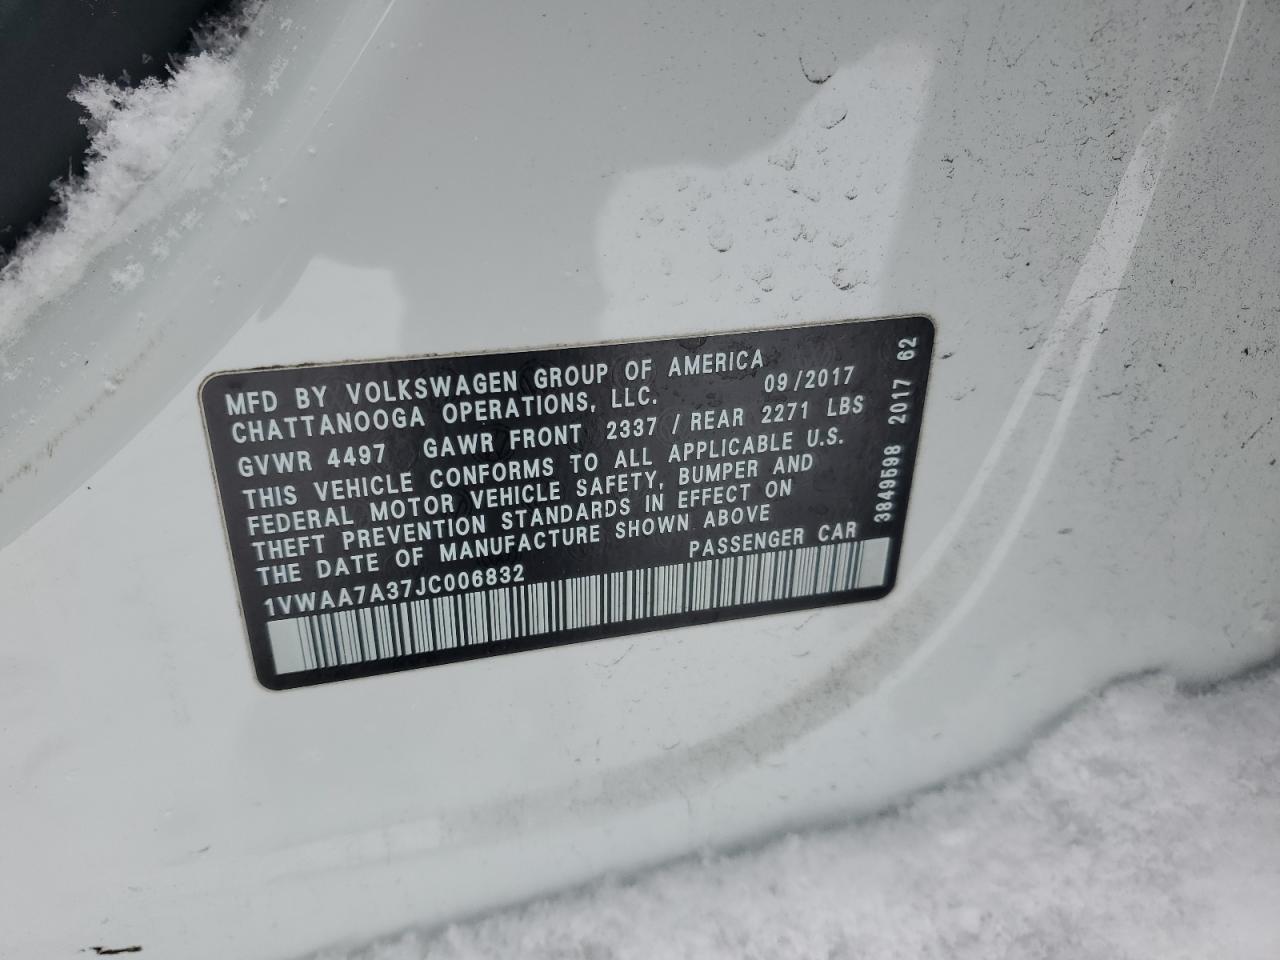 MFD BY VOLKSWAGEN GROUP OF AMERICA
CHATTANOOGA OPERATIONS, LLC. 09/2017
GVWR 4497 GAWR FRONT 2337 / REAR 2271 LBS
THIS VEHICLE CONFORMS TO ALL APPLICABLE U.S.
FEDERAL MOTOR VEHICLE SAFETY, BUMPER AND
THEFT PREVENTION STANDARDS IN EFFECT ON
THE DATE OF MANUFACTURE SHOWN ABOVE
1VWAA7A37JC006832 PASSENGER CAR
3849598 2017 62